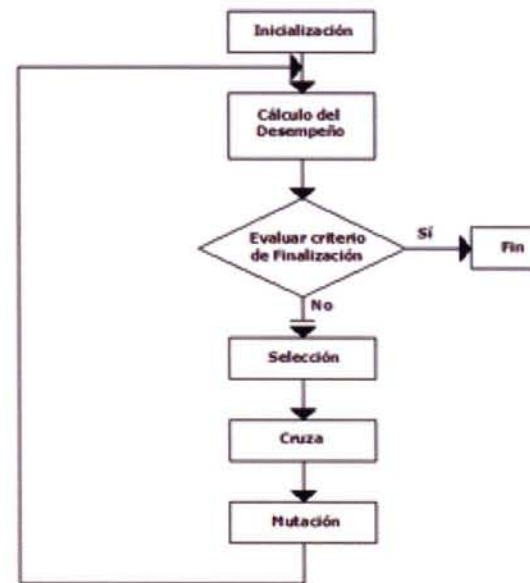 Inicialización
Cálculo del
Desempeño
Evaluar criterio
de Finalización
Sí
Fin
No
Selección
Cruza
Mutación